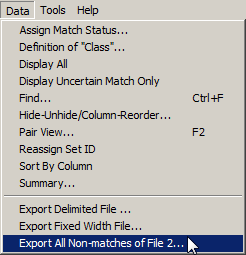 Data Tools Help
Assign Match Status...
Definition of "Class"...
Display All
Display Uncertain Match Only
Find... Ctrl+F
Hide-Unhide/Column-Reorder...
Pair View... F2
Reassign Set ID
Sort By Column
Summary...
Export Delimited File ...
Export Fixed Width File...
Export All Non-matches of File 2...